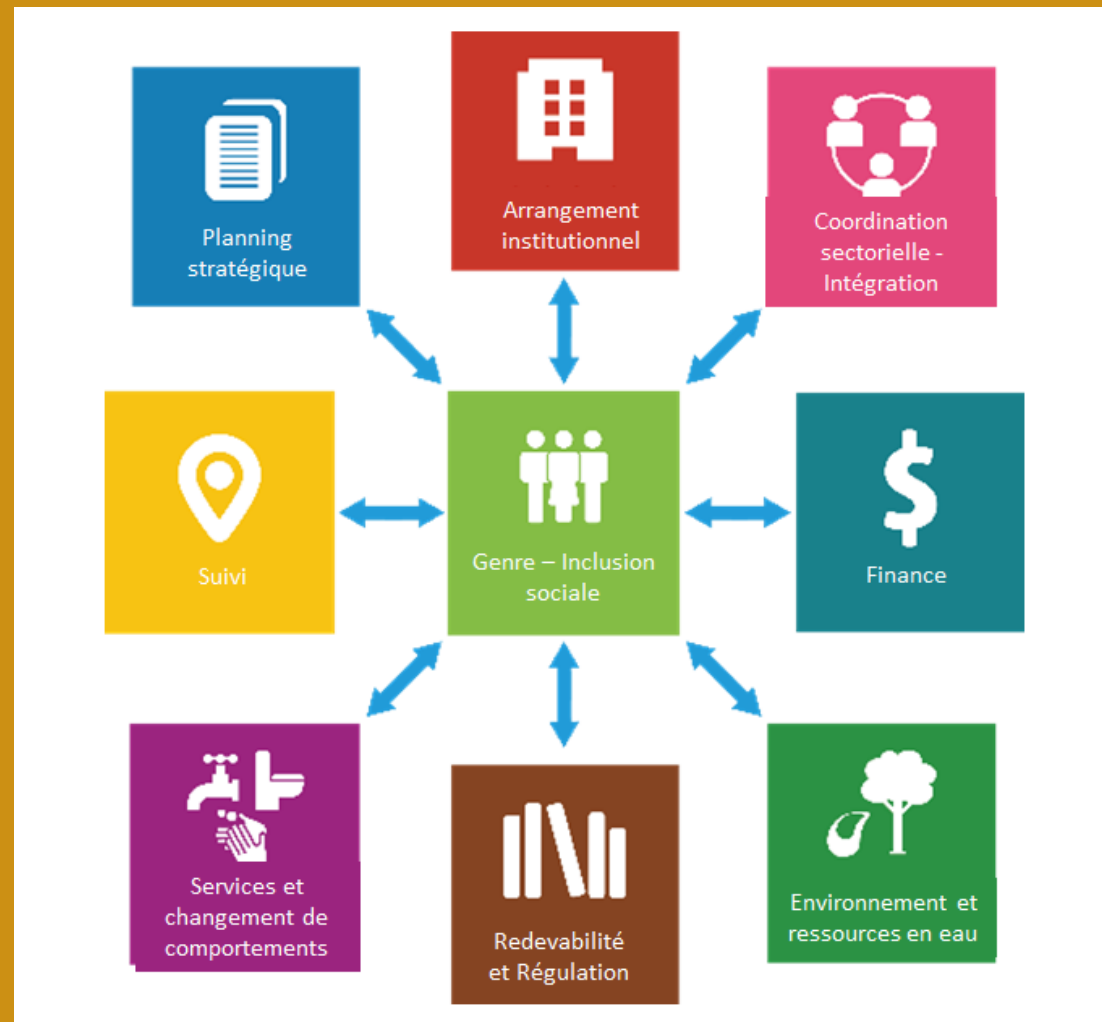 Planning
stratégique
Arrangement
institutionnel
Coordination
sectorielle -
Intégration
Suivi
Genre – Inclusion
sociale
Finance
Services et
changement de
comportements
Redevabilité
et Régulation
Environnement et
ressources en eau